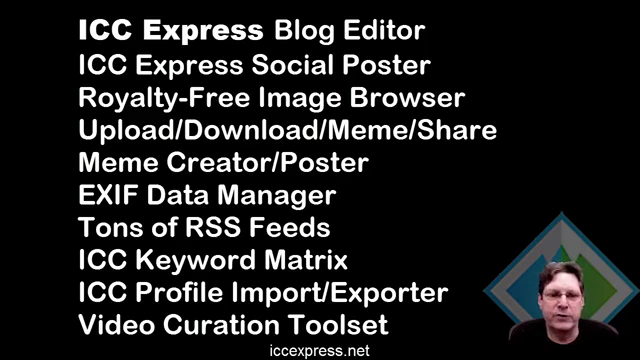 ICC Express Blog Editor
ICC Express Social Poster
Royalty-Free Image Browser
Upload/Download/Meme/Share
Meme Creator/Poster
EXIF Data Manager
Tons of RSS Feeds
ICC Keyword Matrix
ICC Profile Import/Exporter
Video Curation Toolset
iccexpress.net